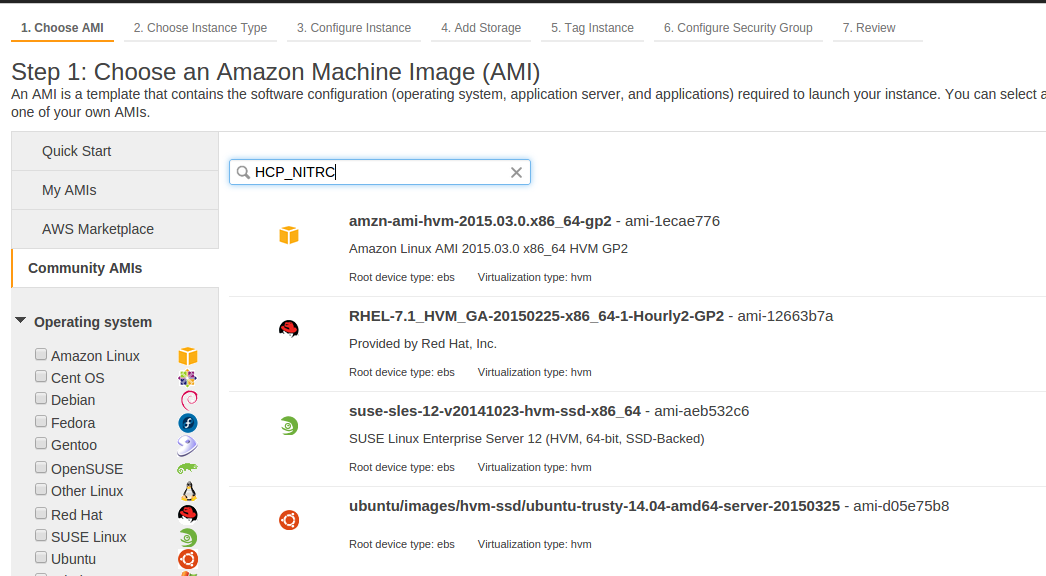 1. Choose AMI 2. Choose Instance Type 3. Configure Instance 4. Add Storage 5. Tag Instance 6. Configure Security Group 7. Review
Step 1: Choose an Amazon Machine Image (AMI)
An AMI is a template that contains the software configuration (operating system, application server, and applications) required to launch your instance. You can select a
one of your own AMIs.
Quick Start
My AMIs
AWS Marketplace
Community AMIs
Operating system
Amazon Linux
Cent OS
Debian
Fedora
Gentoo
OpenSUSE
Other Linux
Red Hat
SUSE Linux
Ubuntu
HCP_NITRC
amzn-ami-hvm-2015.03.0.x86_64-gp2 - ami-1ecae776
Amazon Linux AMI 2015.03.0 x86_64 HVM GP2
Root device type: ebs Virtualization type: hvm
RHEL-7.1_HVM_GA-20150225-x86_64-1-Hourly2-GP2 - ami-12663b7a
Provided by Red Hat, Inc.
Root device type: ebs Virtualization type: hvm
suse-sles-12-v20141023-hvm-ssd-x86_64 - ami-aeb532c6
SUSE Linux Enterprise Server 12 (HVM, 64-bit, SSD-Backed)
Root device type: ebs Virtualization type: hvm
ubuntu/images/hvm-ssd/ubuntu-trusty-14.04-amd64-server-20150325 - ami-d05e75b8
Root device type: ebs Virtualization type: hvm